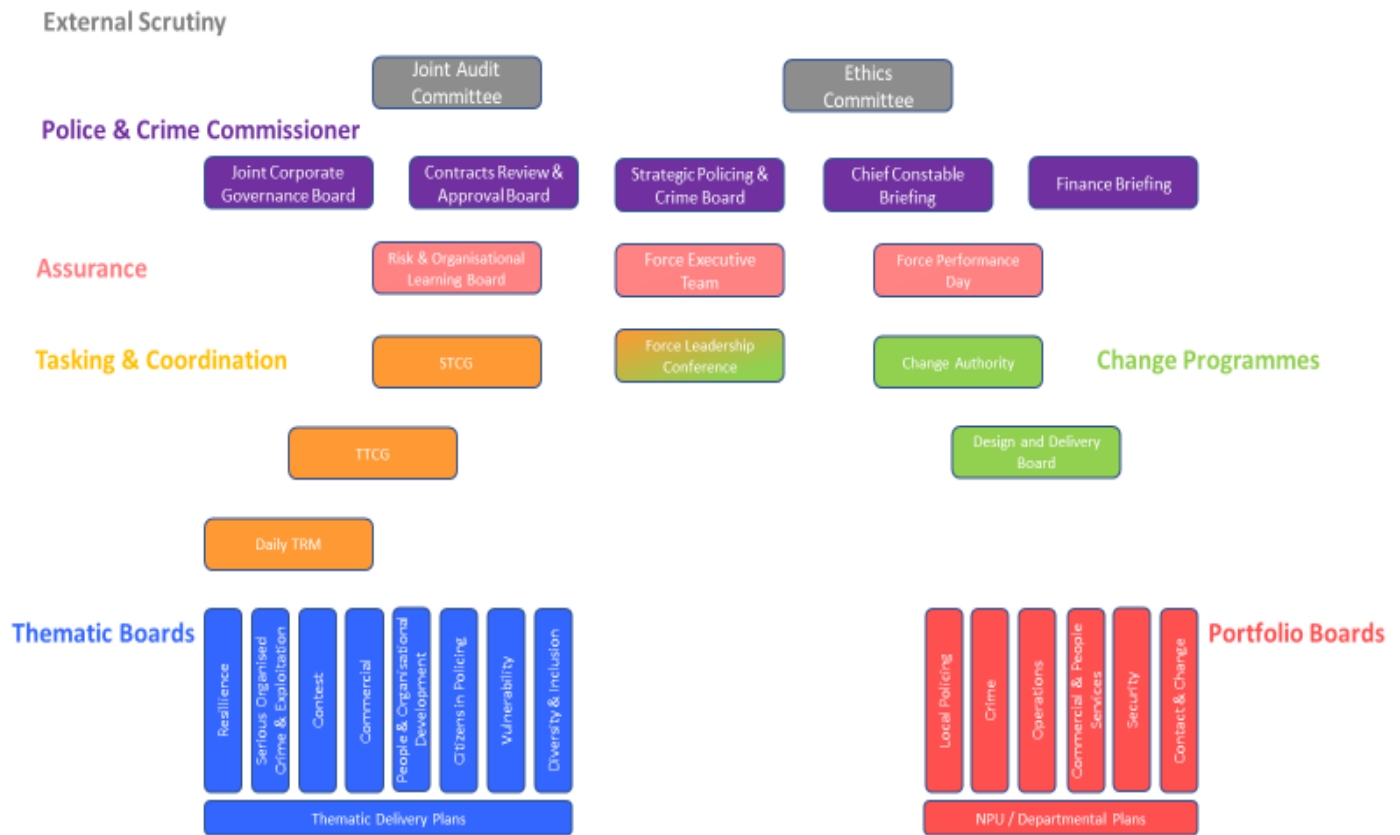 External Scrutiny
Joint Audit
Committee
Ethics
Committee
Police & Crime Commissioner
Joint Corporate
Governance Board
Contracts Review &
Approval Board
Strategic Policing &
Crime Board
Chief Constable
Briefing
Finance Briefing
Assurance
Risk & Organisational
Learning Board
Force Executive
Team
Force Performance
Day
Tasking & Coordination
STCG
Force Leadership
Conference
Change Authority
Change Programmes
TTCG
Design and Delivery
Board
Daily TRM
Thematic Boards
Resilience
Serious Organised
Crime & Exploitation
Contest
Commercial
People & Organisational
Development
Citizens in Policing
Vulnerability
Diversity & Inclusion
Thematic Delivery Plans
Local Policing
Crime
Operations
Commercial & People
Services
Security
Contact & Change
Portfolio Boards
NPU / Departmental Plans